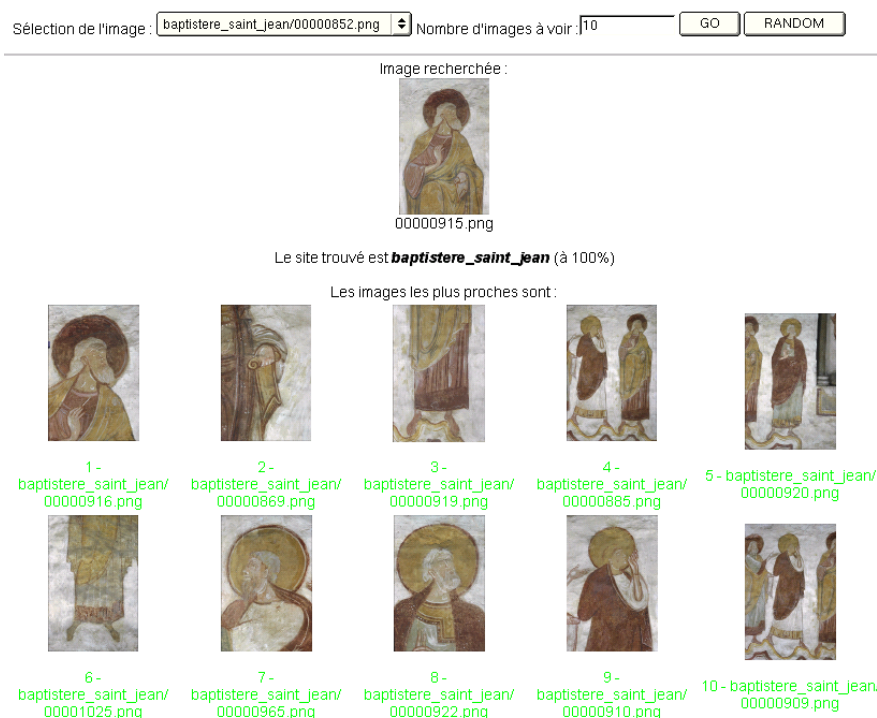 Sélection de l'image : baptistere_saint_jean/00000852.png Nombre d'images à voir : 10 GO RANDOM
Image recherchée :
00000915.png
Le site trouvé est baptistere_saint_jean (à 100%)
Les images les plus proches sont :
1 -
baptistere_saint_jean/
00000916.png
2 -
baptistere_saint_jean/
00000869.png
3 -
baptistere_saint_jean/
00000919.png
4 -
baptistere_saint_jean/
00000885.png
5 - baptistere_saint_jean/
00000920.png
6 -
baptistere_saint_jean/
00001025.png
7 -
baptistere_saint_jean/
00000965.png
8 -
baptistere_saint_jean/
00000922.png
9 -
baptistere_saint_jean/
00000910.png
10 - baptistere_saint_jean/
00000909.png